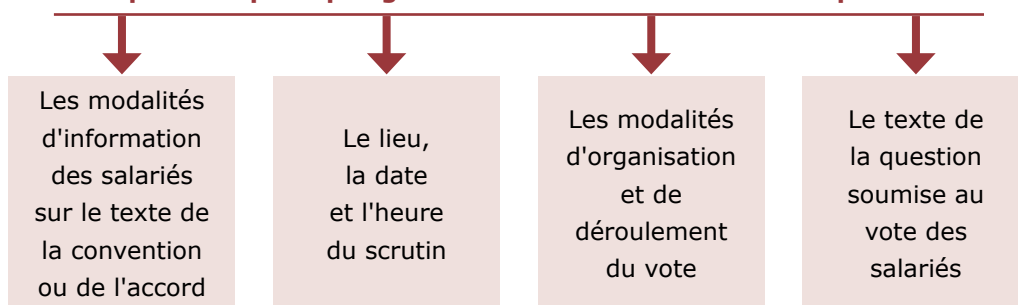 Les modalités
d'information
des salariés
sur le texte de
la convention
ou de l'accord
Le lieu,
la date
et l'heure
du scrutin
Les modalités
d'organisation
et de
déroulement
du vote
Le texte de
la question
soumise au
vote des
salariés